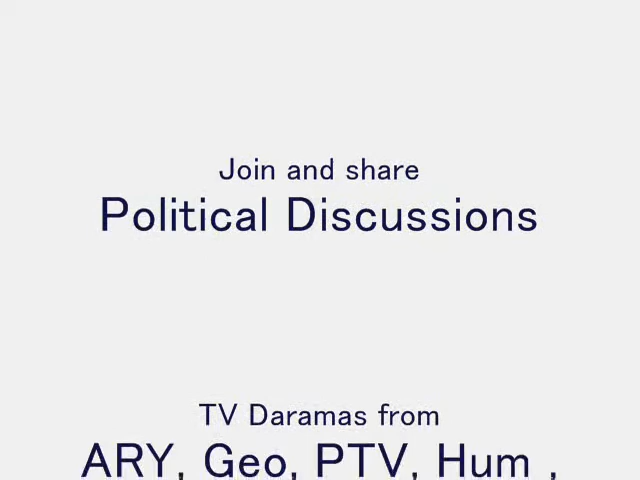 Join and share
Political Discussions
TV Daramas from
ARY, Geo, PTV, Hum ,